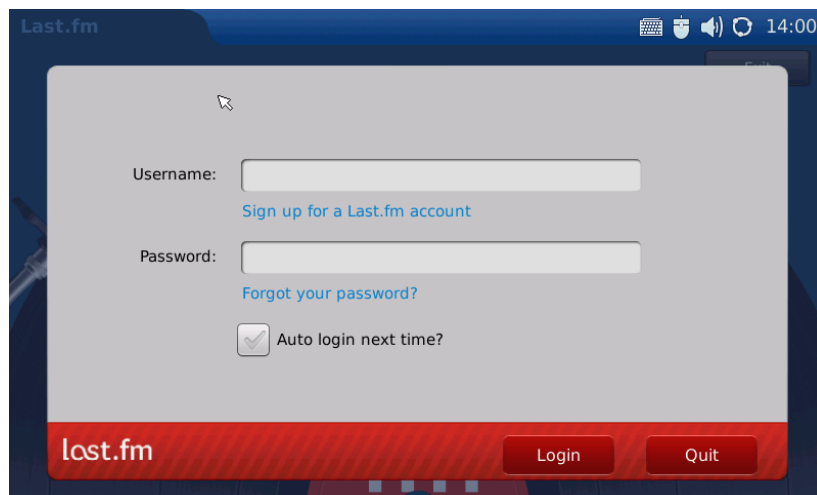 Last.fm
14:00
Exit
Username:
Sign up for a Last.fm account
Password:
Forgot your password?
Auto login next time?
last.fm
Login
Quit